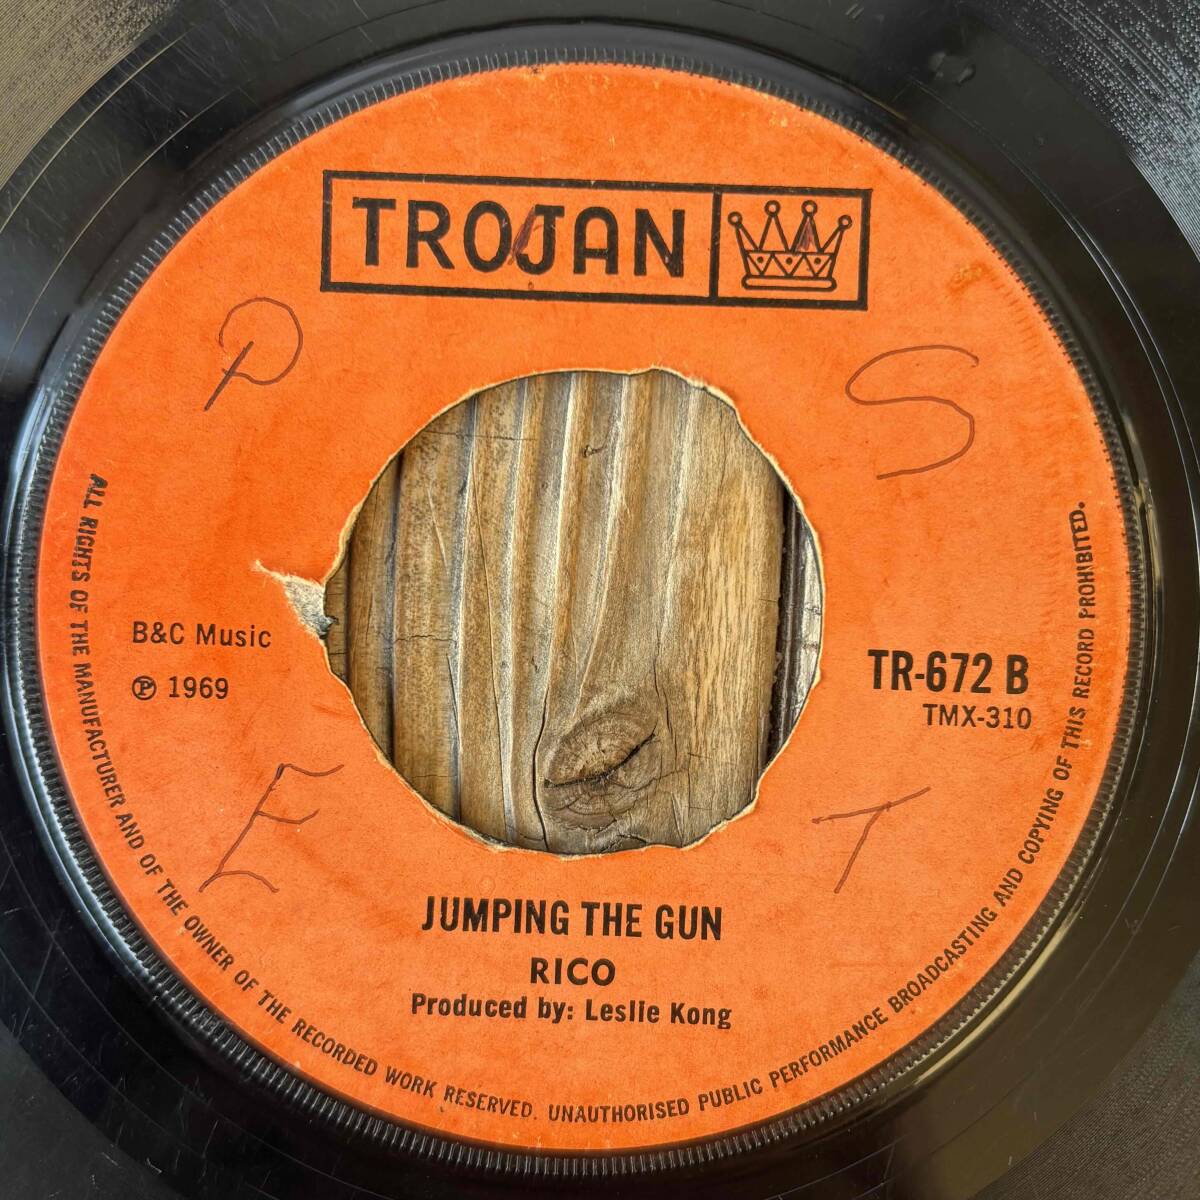 TROJAN
P S
B&C Music
℗ 1969
TR-672 B
TMX-310
E T
JUMPING THE GUN
RICO
Produced by: Leslie Kong
ALL RIGHTS OF THE MANUFACTURER AND OF THE OWNER OF THE RECORDED WORK RESERVED. UNAUTHORISED PUBLIC PERFORMANCE BROADCASTING AND COPYING OF THIS RECORD PROHIBITED.